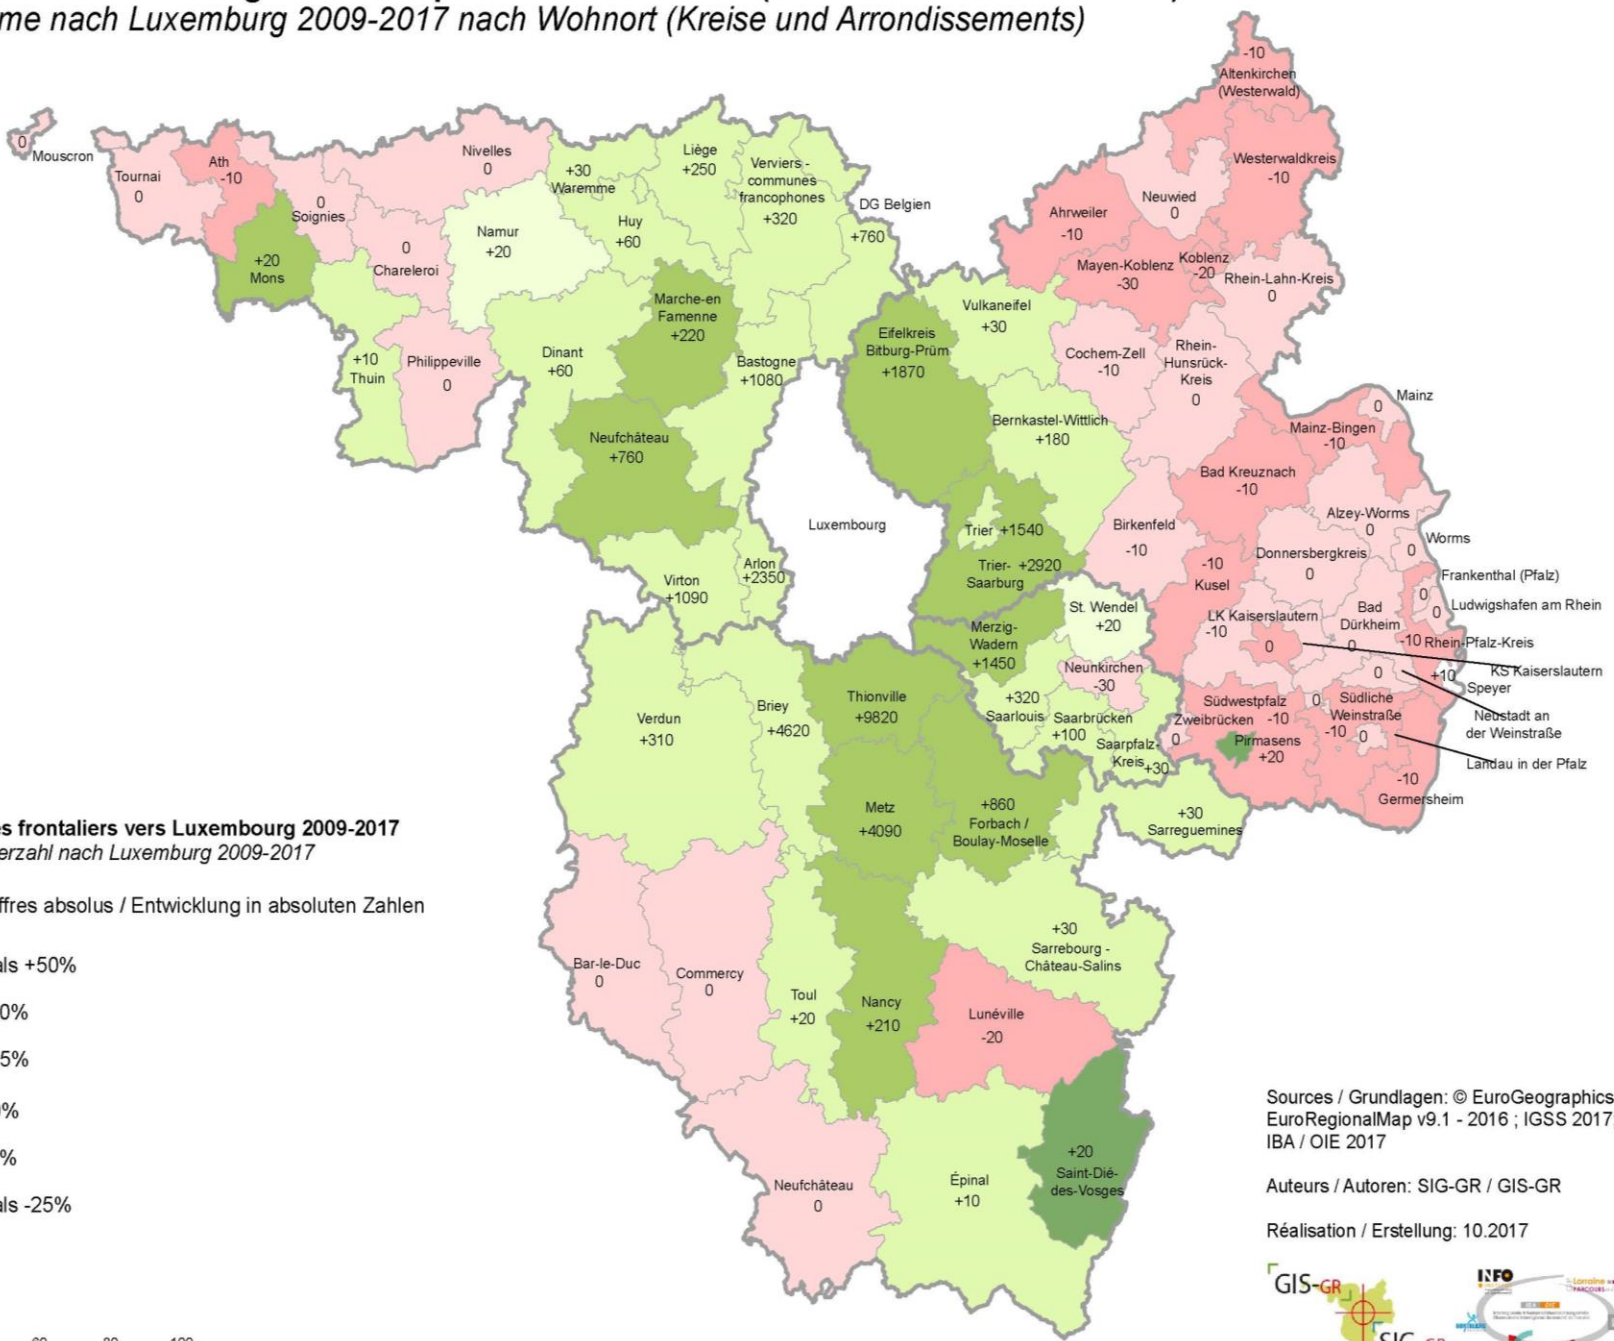 me nach Luxemburg 2009-2017 nach Wohnort (Kreise und Arrondissements)
-10
Altenkirchen
(Westerwald)
0
Mouscron
Tournai
0
Ath
-10
0
Soignies
Nivelles
0
+30
Waremme
Liège
+250
Verviers -
communes
francophones
+320
DG Belgien
+760
Westerwaldkreis
-10
Neuwied
0
Ahrweiler
-10
+20
Mons
0
Chareleroi
Namur
+20
Huy
+60
Mayen-Koblenz
-30
Koblenz
-20
Rhein-Lahn-Kreis
0
Marche-en
Famenne
+220
Vulkaneifel
+30
Eifelkreis
Bitburg-Prüm
+1870
+10
Thuin
Philippeville
0
Dinant
+60
Bastogne
+1080
Cochem-Zell
-10
Rhein-
Hunsrück-
Kreis
0
0
Mainz
Mainz-Bingen
-10
Neufchâteau
+760
Bernkastel-Wittlich
+180
Bad Kreuznach
-10
Luxembourg
Trier +1540
Birkenfeld
-10
Alzey-Worms
0
0
Worms
Virton
+1090
Arlon
+2350
Trier-
Saarburg
+2920
-10
Kusel
Donnersbergkreis
0
Frankenthal (Pfalz)
0
0
Ludwigshafen am Rhein
St. Wendel
+20
LK Kaiserslautern
-10
0
Bad
Dürkheim
0
-10 Rhein-Pfalz-Kreis
Merzig-
Wadern
+1450
Neunkirchen
-30
0
+10
KS Kaiserslautern
Speyer
Thionville
+9820
+320
Saarlouis
Saarbrücken
+100
Zweibrücken
0
Südwestpfalz
-10
0
Südliche
Weinstraße
-10
0
Neustadt an
der Weinstraße
Verdun
+310
Briey
+4620
Saarpfalz-
Kreis
+30
Pirmasens
+20
Landau in der Pfalz
-10
Germersheim
Metz
+4090
+860
Forbach /
Boulay-Moselle
+30
Sarreguemines
s frontaliers vers Luxembourg 2009-2017
erzahl nach Luxemburg 2009-2017
ffres absolus / Entwicklung in absoluten Zahlen
als +50%
0%
5%
%
%
als -25%
Bar-le-Duc
0
Commercy
0
Toul
+20
Nancy
+210
+30
Sarrebourg -
Château-Salins
Lunéville
-20
Neufchâteau
0
Épinal
+10
+20
Saint-Dié-
des-Vosges
Sources / Grundlagen: © EuroGeographics
EuroRegionalMap v9.1 - 2016 ; IGSS 2017;
IBA / OIE 2017
Auteurs / Autoren: SIG-GR / GIS-GR
Réalisation / Erstellung: 10.2017
GIS-GR
SIG-GR
INFO
Lorraine
PARCOURS